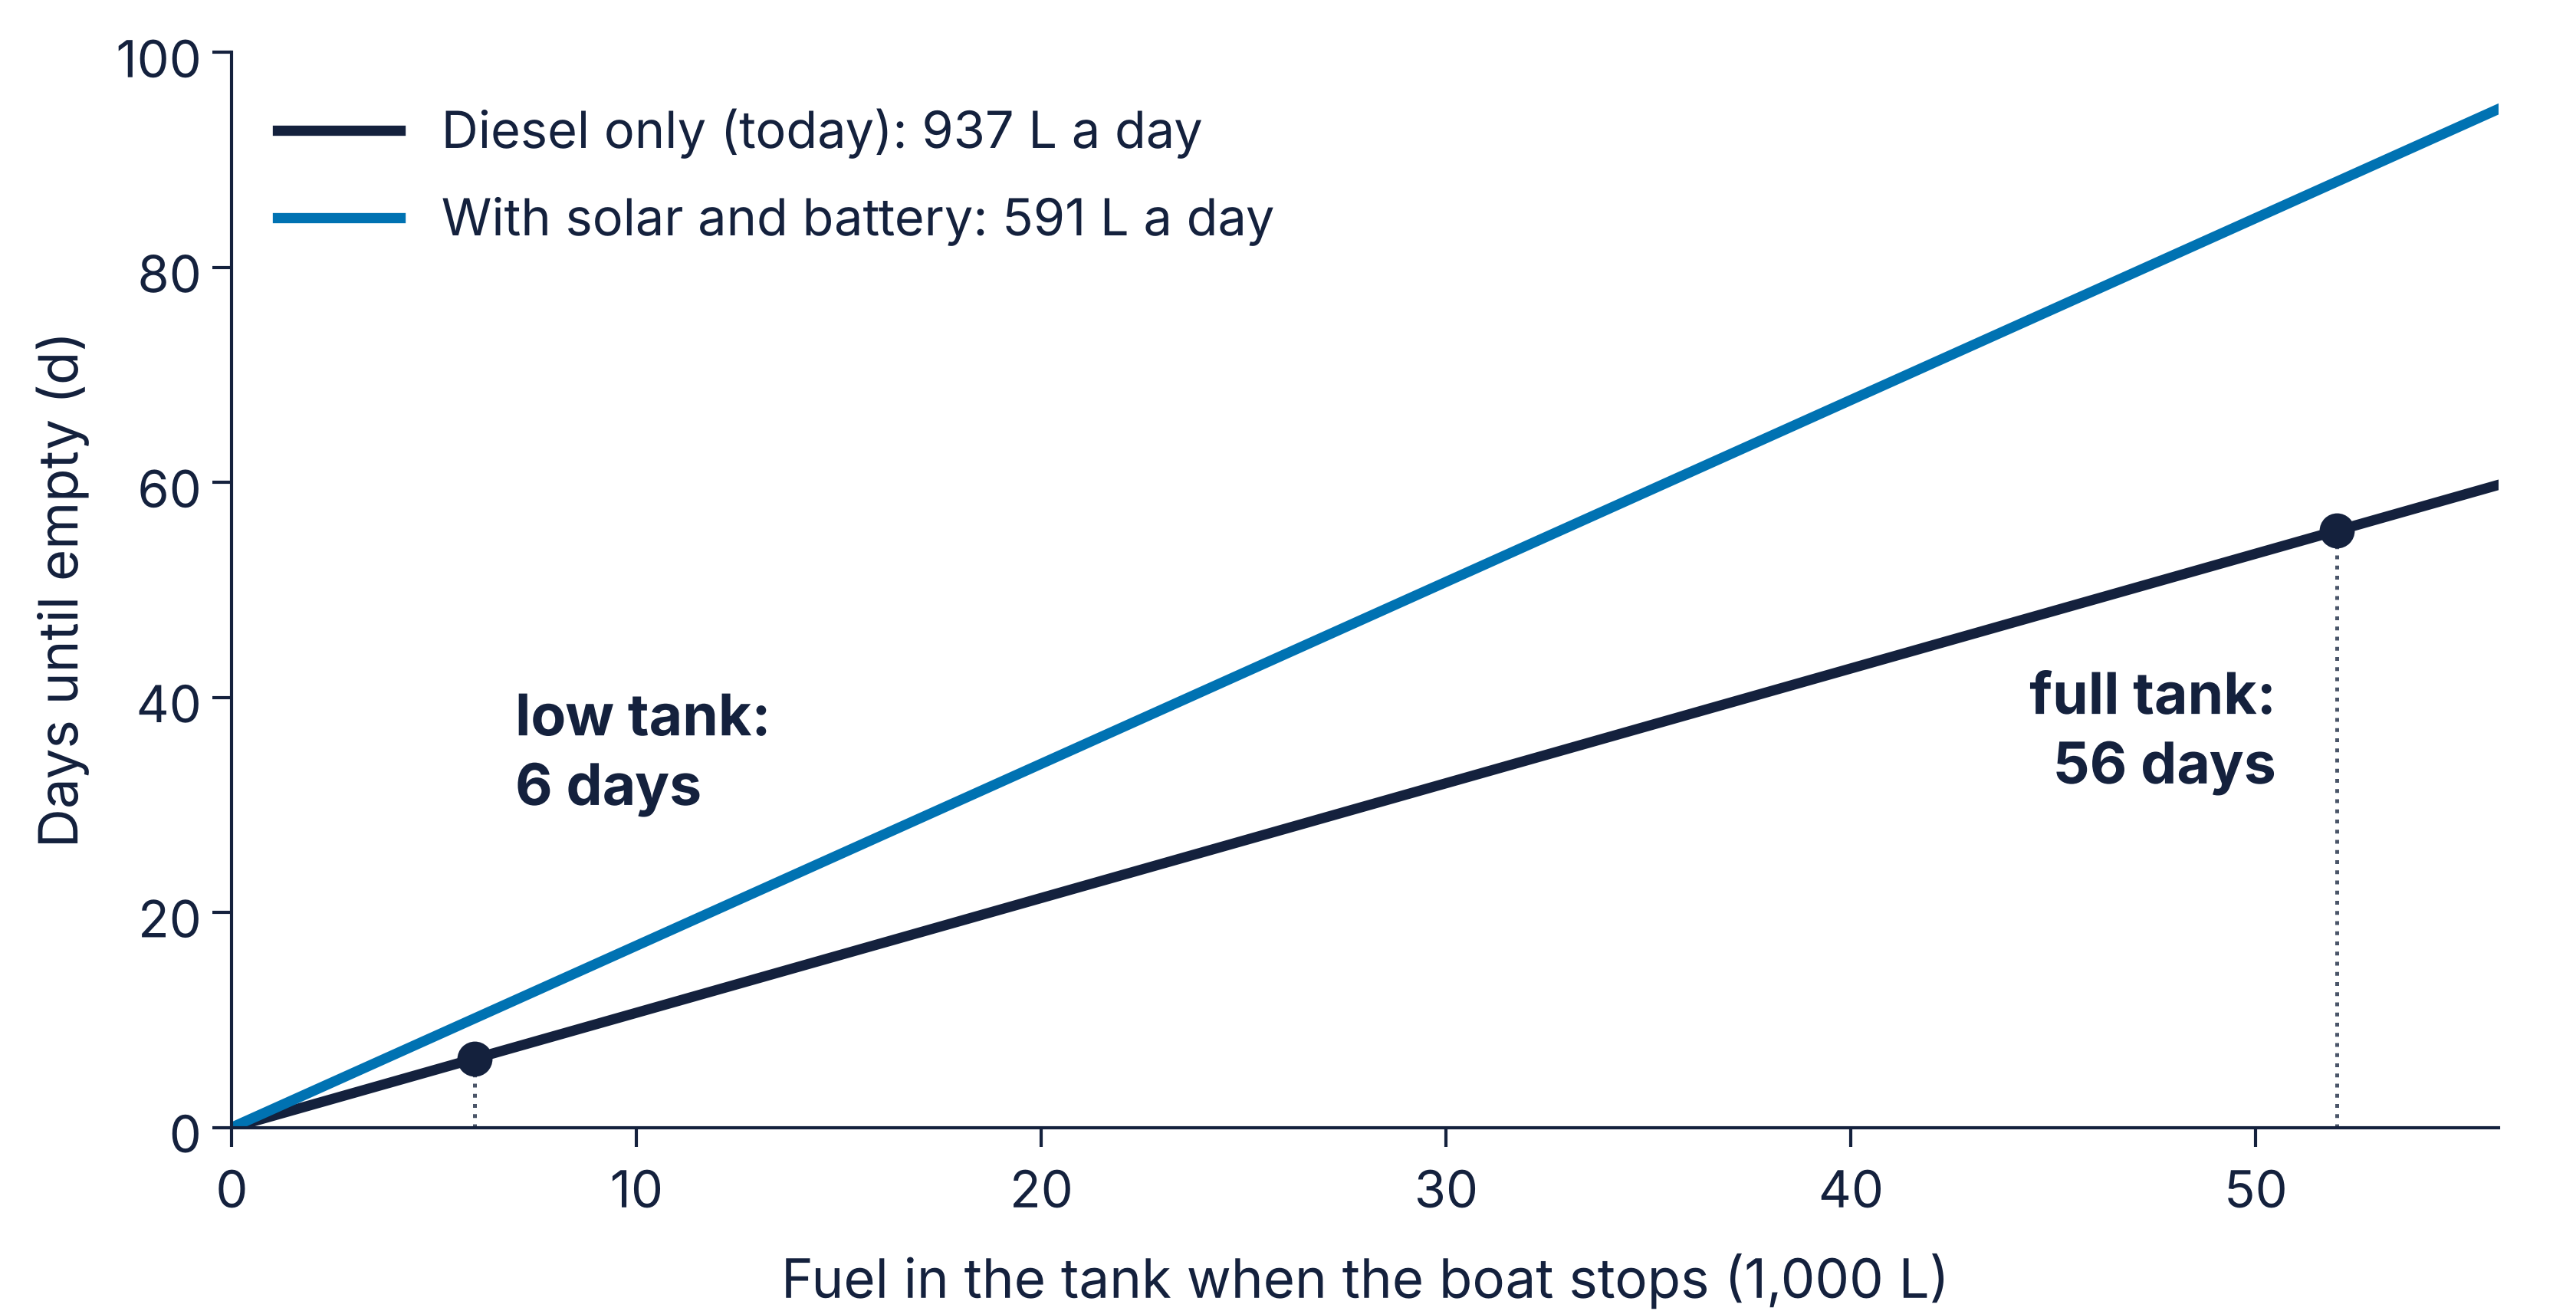 100
80
60
40
20
0
Days until empty (d)
Diesel only (today): 937 L a day
With solar and battery: 591 L a day
low tank:
6 days
full tank:
56 days
0 10 20 30 40 50
Fuel in the tank when the boat stops (1,000 L)